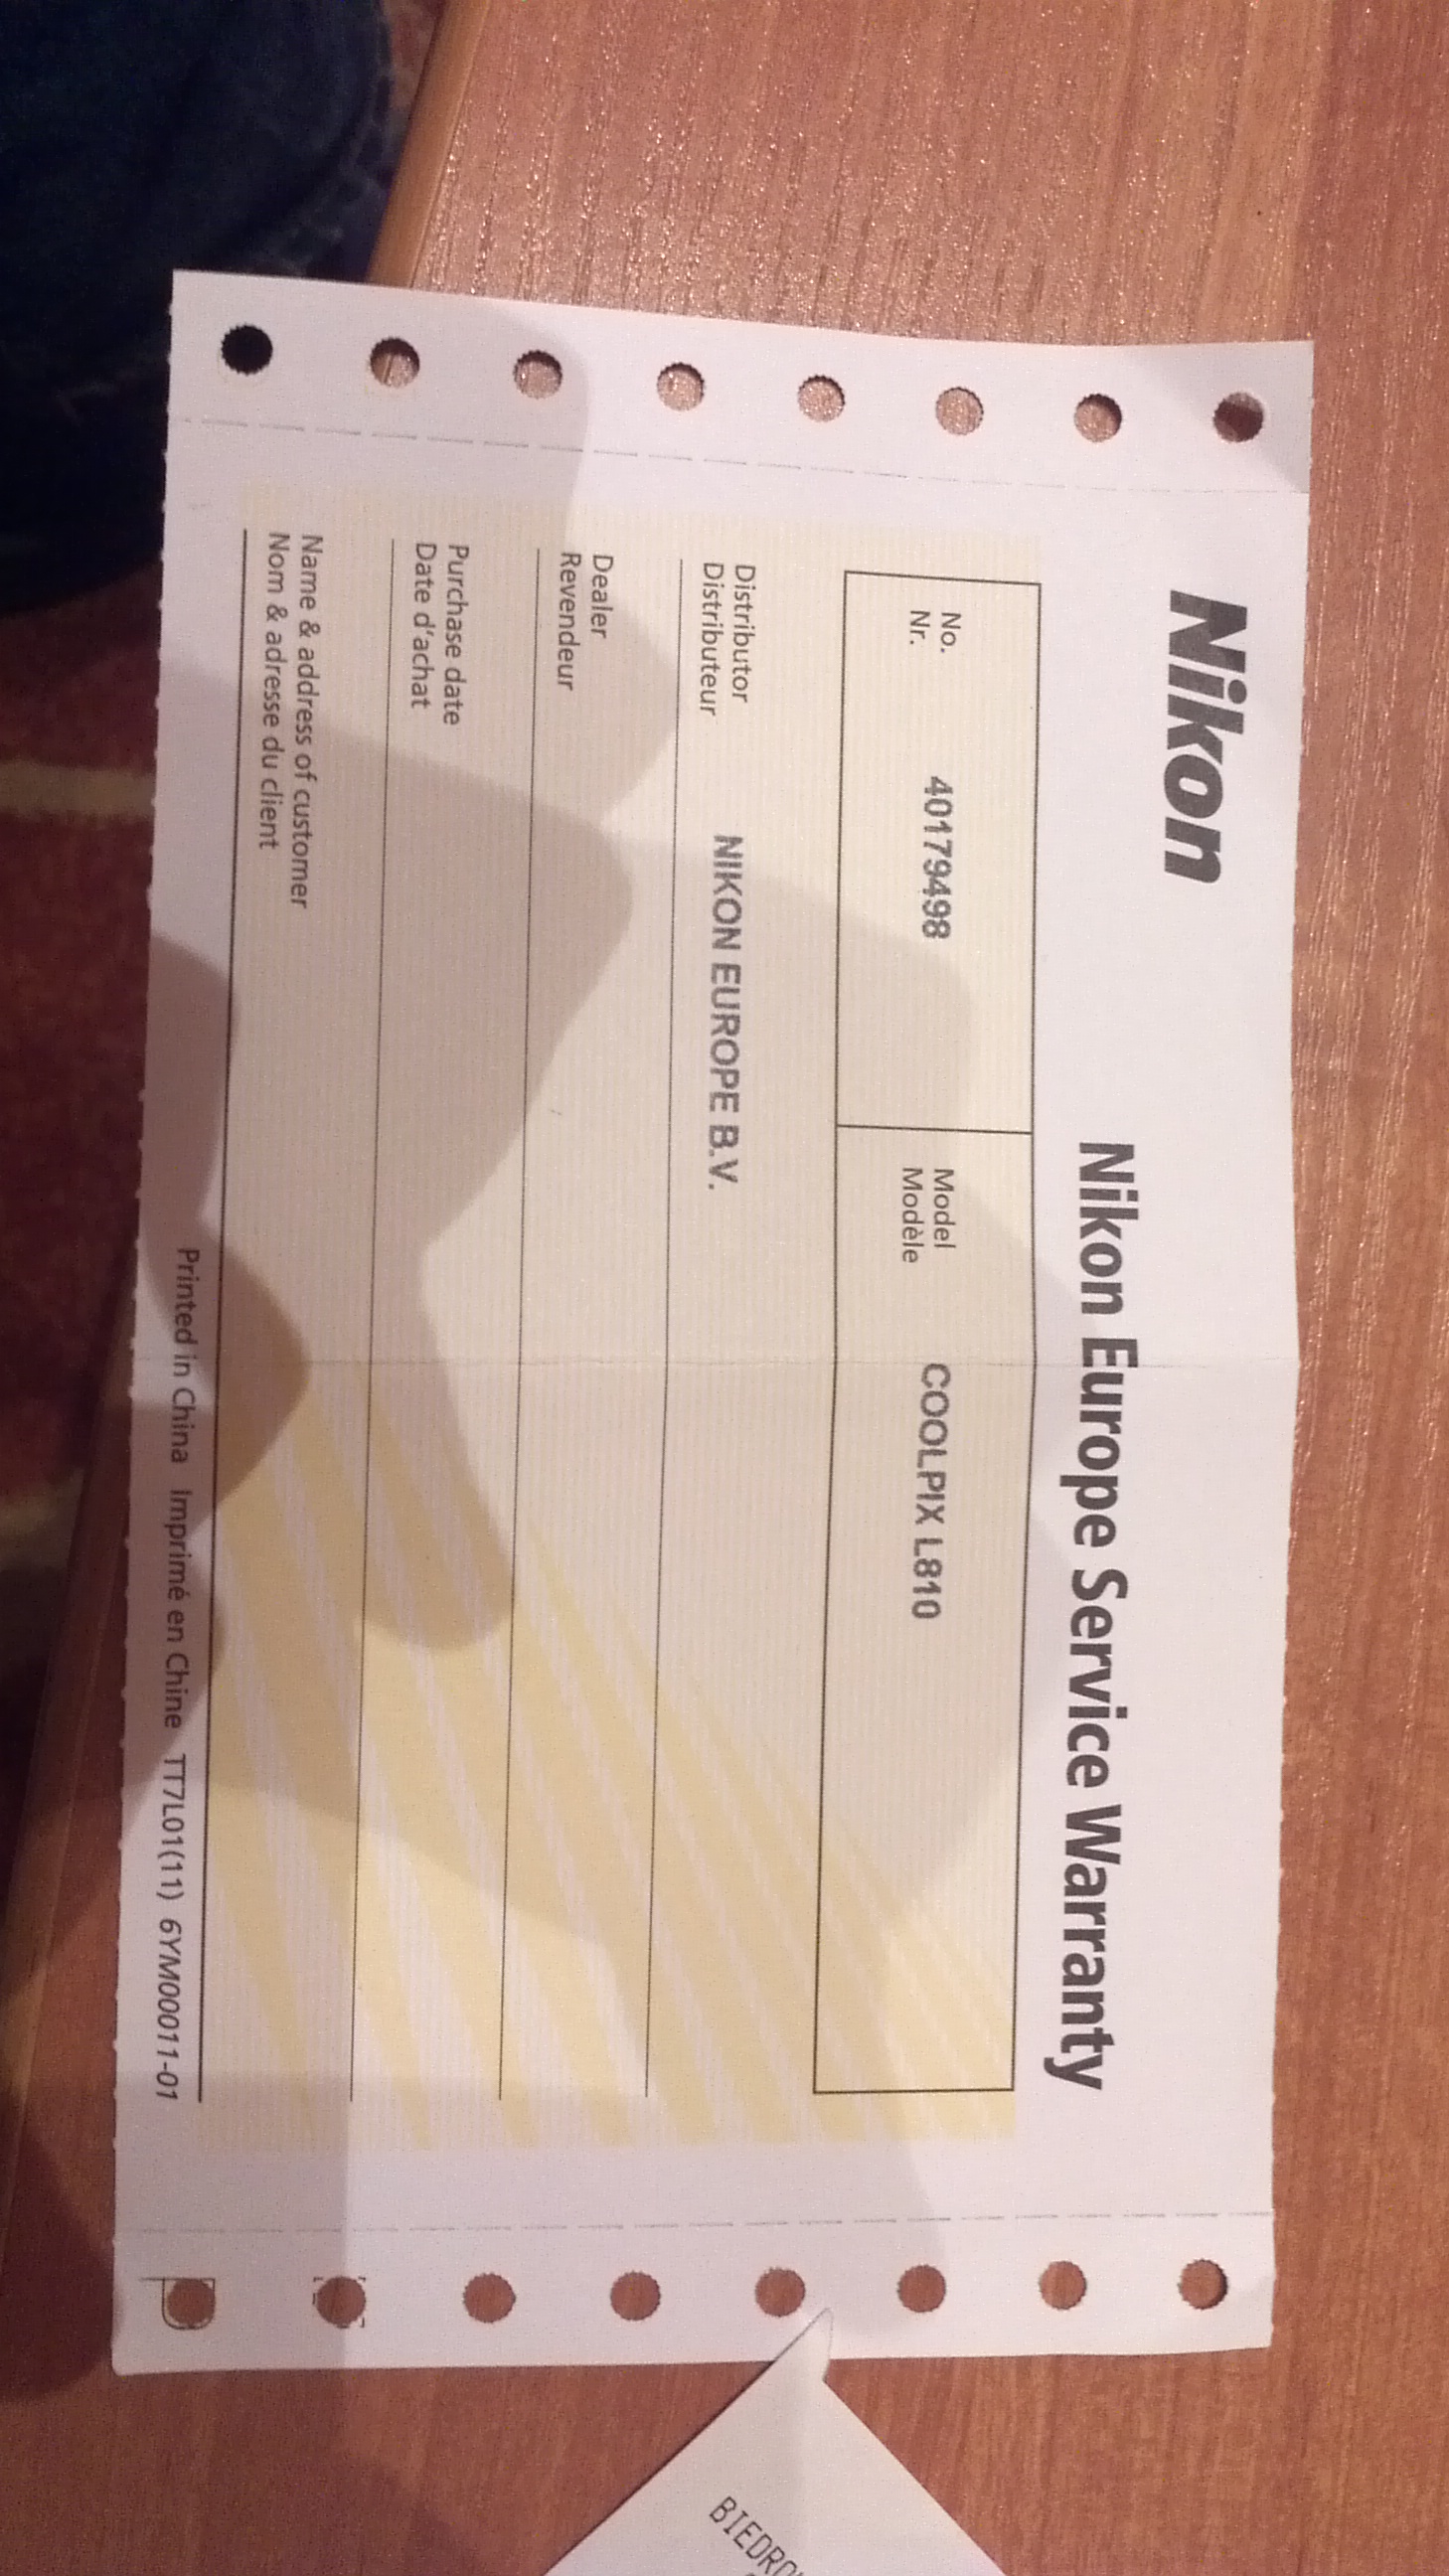 Nikon
Nikon Europe Service Warranty
No. 40179498 Model COOLPIX L810
Nr. Modèle
Distributor NIKON EUROPE B.V.
Distributeur
Dealer
Revendeur
Purchase date
Date d'achat
Name & address of customer
Nom & adresse du client
Printed in China Imprimé en Chine TT7L01(11) 6YM00011-01